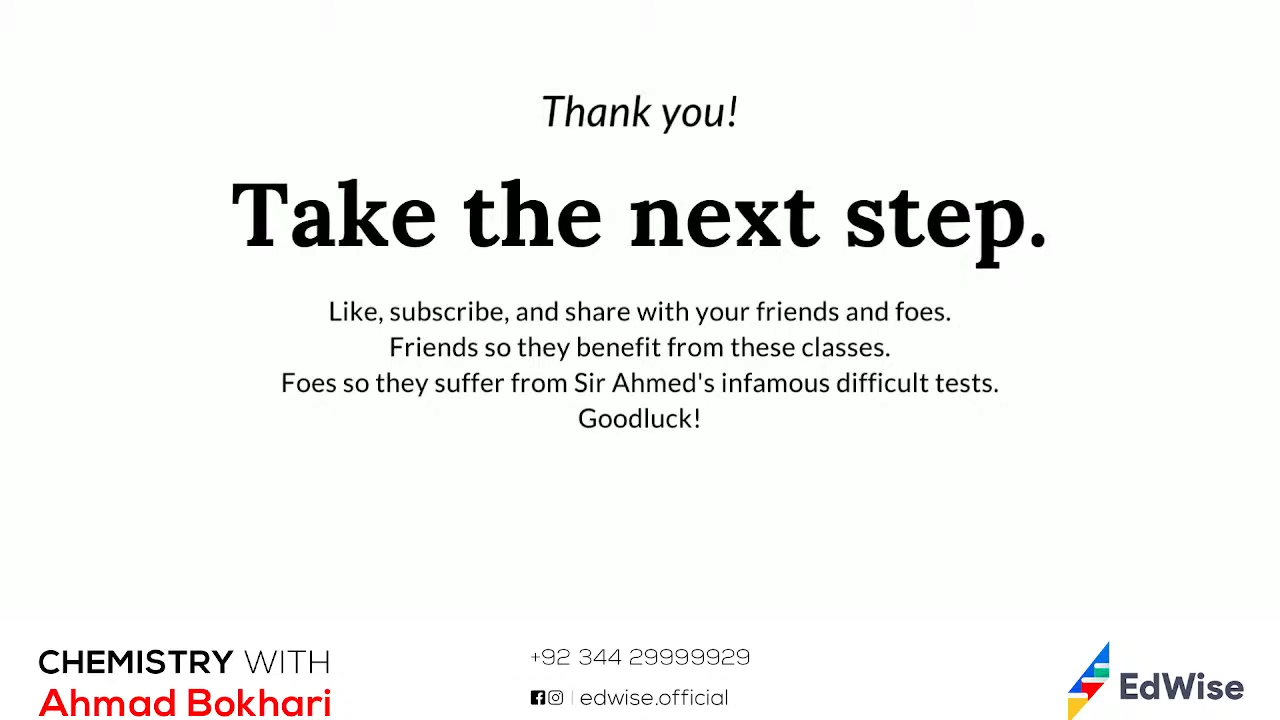 Thank you!
Take the next step.
Like, subscribe, and share with your friends and foes.
Friends so they benefit from these classes.
Foes so they suffer from Sir Ahmed's infamous difficult tests.
Goodluck!
CHEMISTRY WITH
Ahmad Bokhari
+92 344 29999929
edwise.official
EdWise